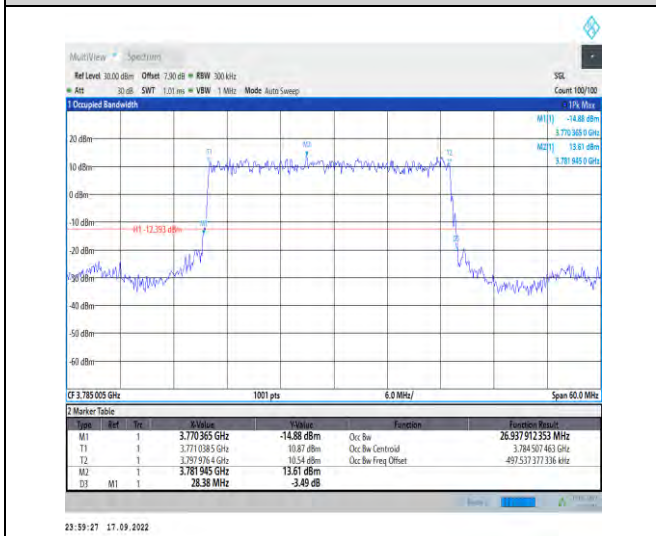 MultiView Spectrum
Ref Level 30.00 dBm Offset 7.90 dB RBW 300 kHz SGL
Att 30 dB SWT 1.01 ms VBW 1 MHz Mode Auto Sweep Count 100/100
1 Occupied Bandwidth 1Pk Max
M1[1] -14.88 dBm
3.770 365 0 GHz
M2[1] 13.61 dBm
3.781 945 0 GHz
20 dBm
T1 M2 T2
10 dBm
0 dBm
-10 dBm
M1
H1 -12.393 dBm
-20 dBm
D3
-30 dBm
-40 dBm
-50 dBm
-60 dBm
CF 3.785 005 GHz 1001 pts 6.0 MHz/ Span 60.0 MHz
2 Marker Table
Type Ref Trc X-Value Y-Value Function Function Result
M1 1 3.770 365 GHz -14.88 dBm Occ Bw 26.937 912 353 MHz
T1 1 3.771 038 5 GHz 10.87 dBm Occ Bw Centroid 3.784 507 463 GHz
T2 1 3.797 976 4 GHz 10.54 dBm Occ Bw Freq Offset -497.537 377 336 kHz
M2 1 3.781 945 GHz 13.61 dBm
D3 M1 1 28.38 MHz -3.49 dB
23:59:27 17.09.2022